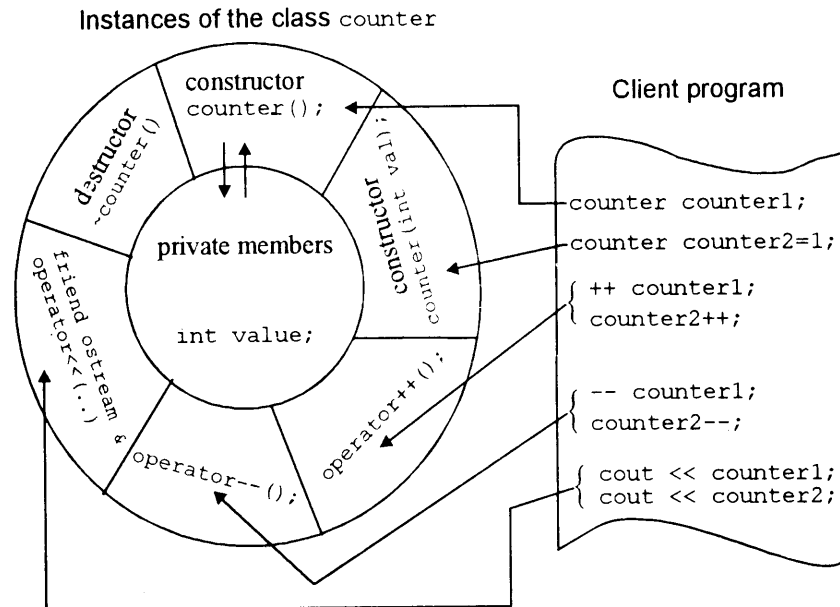 Instances of the class counter
constructor
counter();
destructor
~counter()
constructor
counter(int val);
private members
int value;
friend ostream &
operator<<(..)
operator--();
operator++();
Client program
counter counter1;
counter counter2=1;
++ counter1;
counter2++;
-- counter1;
counter2--;
cout << counter1;
cout << counter2;